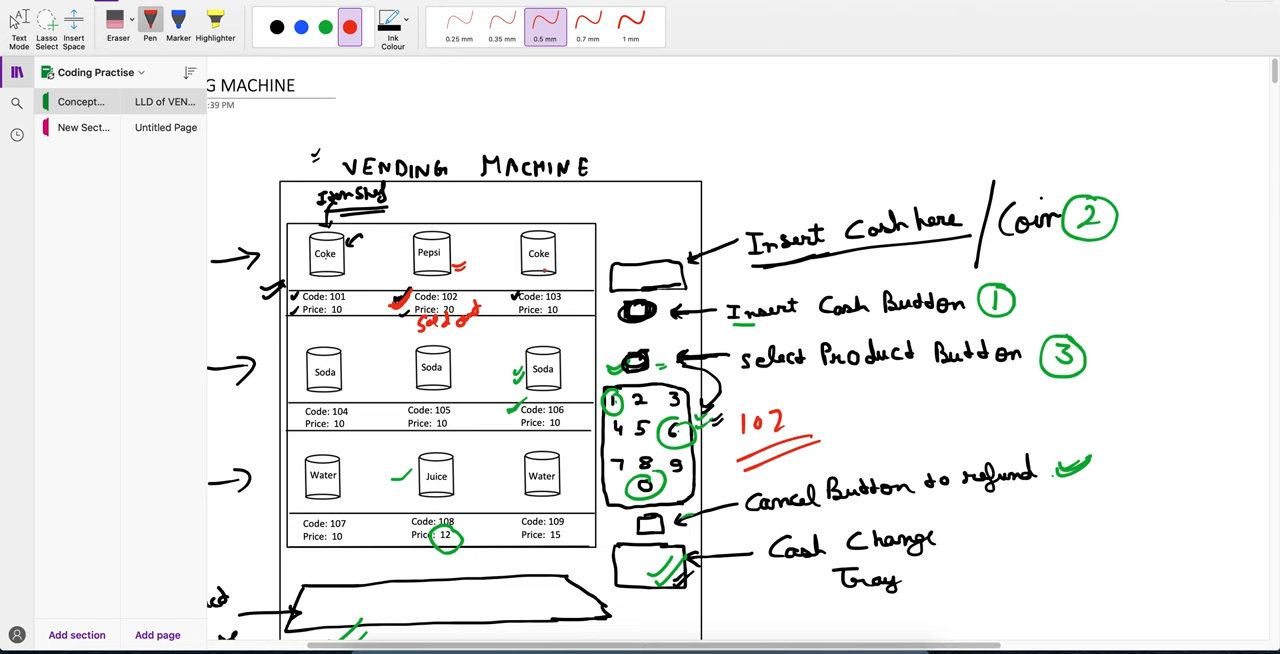 Text
Mode
Lasso
Select
Insert
Space
Eraser
Pen
Marker
Highlighter
Ink
Colour
0.25 mm
0.35 mm
0.5 mm
0.7 mm
1 mm
Coding Practise
Concept...
LLD of VEN...
New Sect...
Untitled Page
G MACHINE
:39 PM
VENDING MACHINE
Coke
Pepsi
Coke
Code: 101
Price: 10
Code: 102
Price: 20
Code: 103
Price: 10
Sold out
Soda
Soda
Soda
Code: 104
Price: 10
Code: 105
Price: 10
Code: 106
Price: 10
Water
Juice
Water
Code: 107
Price: 10
Code: 108
Price: 12
Code: 109
Price: 15
Insert Cash here / Coin 2
Insert Cash Button 1
Select Product Button 3
1 2 3
4 5 6
7 8 9
0
102
Cancel Button to refund
Cash Change
Tray
Add section
Add page